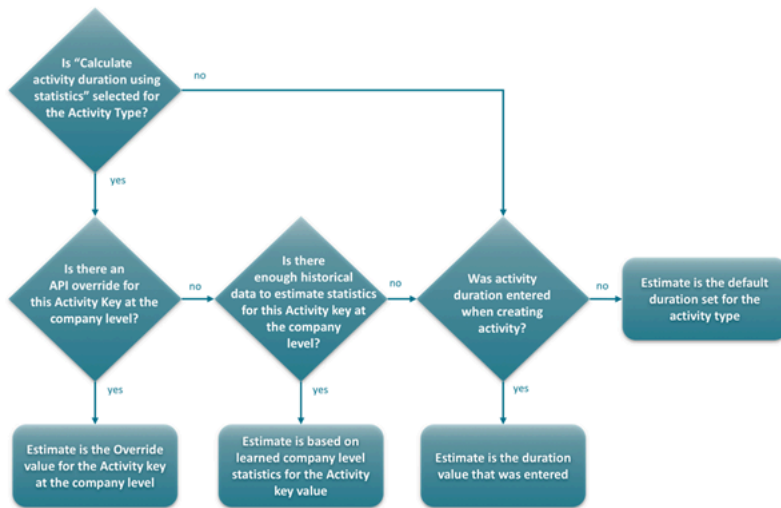 Is “Calculate
activity duration using
statistics” selected for
the Activity Type?
no
yes
Is there an
API override for
this Activity Key at the
company level?
no
Is there
enough historical
data to estimate statistics
for this Activity key at
the company
level?
no
Was activity
duration entered
when creating
activity?
no
Estimate is the default
duration set for the
activity type
yes
yes
yes
Estimate is the Override
value for the Activity key
at the company level
Estimate is based on
learned company level
statistics for the Activity
key value
Estimate is the duration
value that was entered